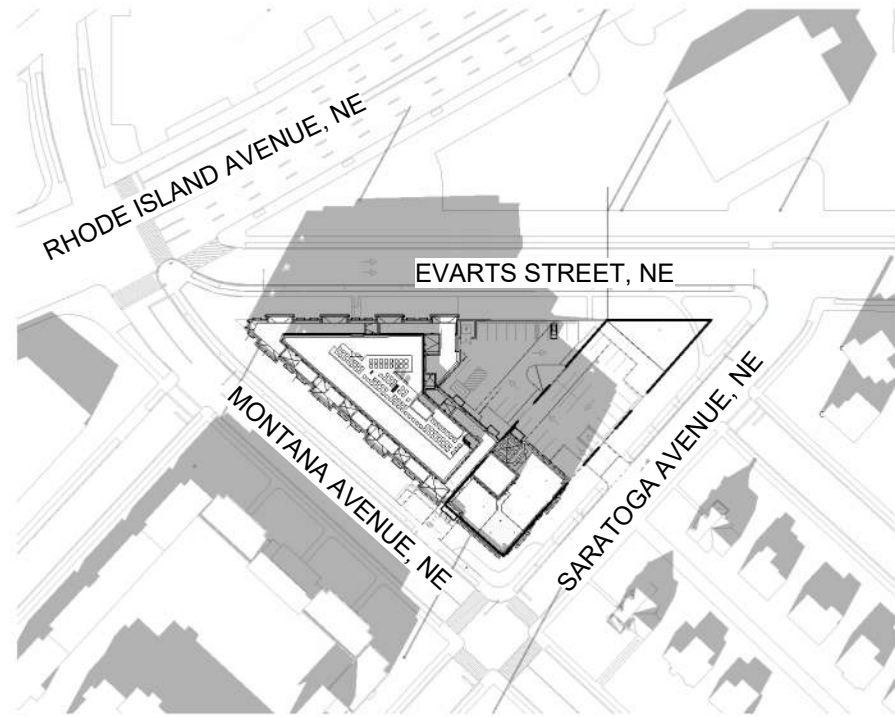 RHODE ISLAND AVENUE, NE
EVARTS STREET, NE
MONTANA AVENUE, NE
SARATOGA AVENUE, NE